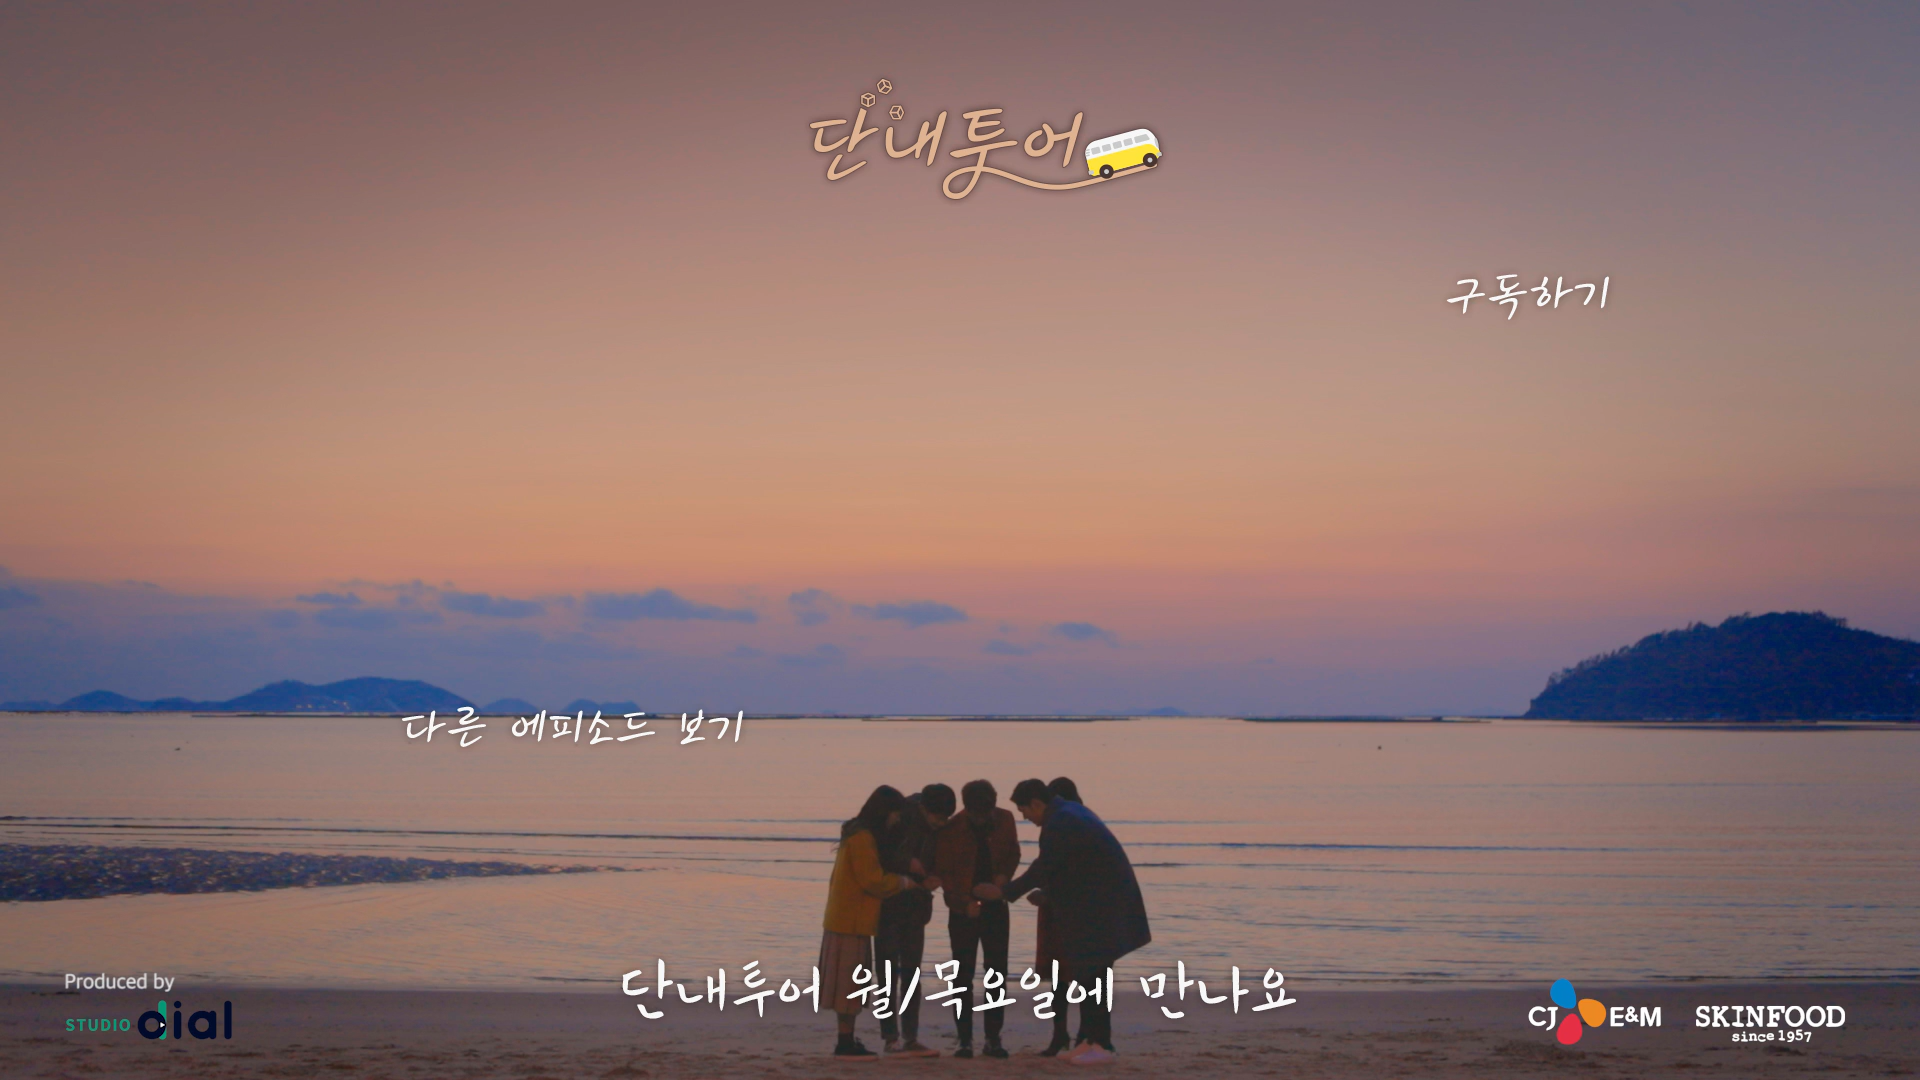 단내투어
구독하기
다른 에피소드 보기
단내투어 월/목요일에 만나요
Produced by
STUDIO dial
CJ E&M
SKINFOOD
since 1957